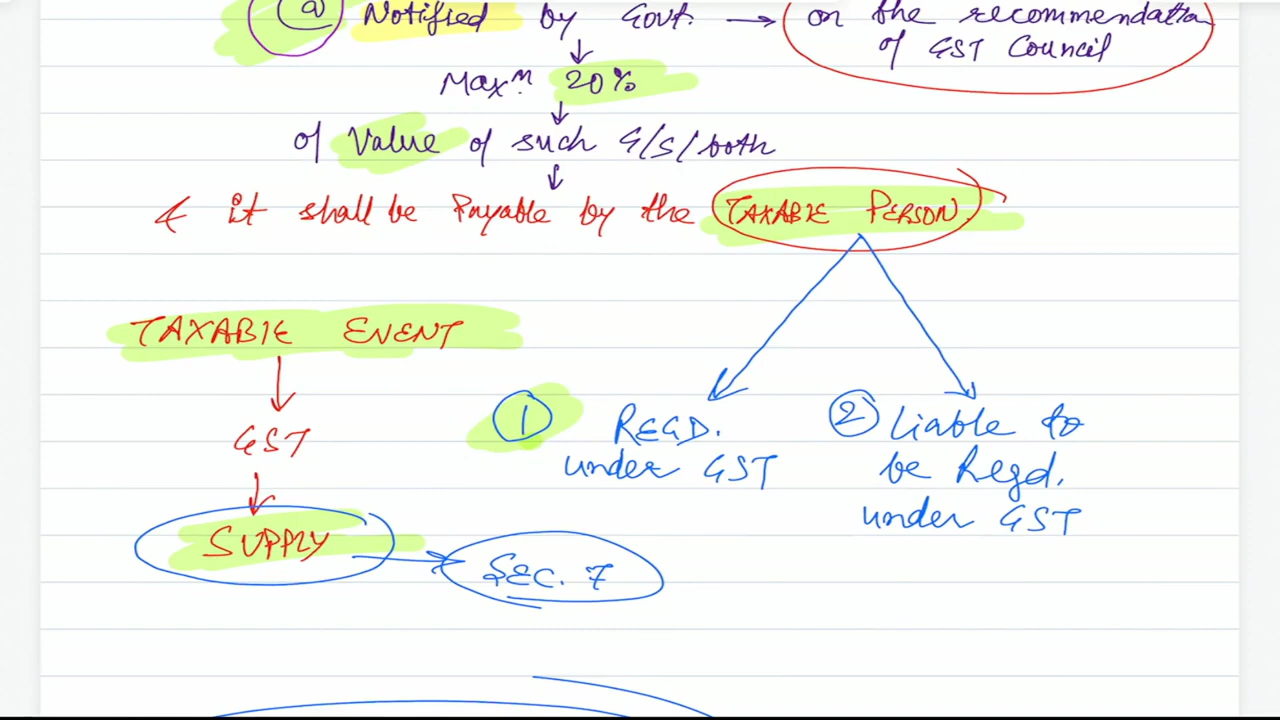 @ Notified by Govt. → on the recommendation
of GST Council
Maxm. 20%
of Value of such G/S/both
& it shall be Payable by the TAXABLE PERSON.
TAXABLE EVENT
GST
SUPPLY
SEC. 7
① REGD.
under GST
② Liable to
be Regd.
under GST